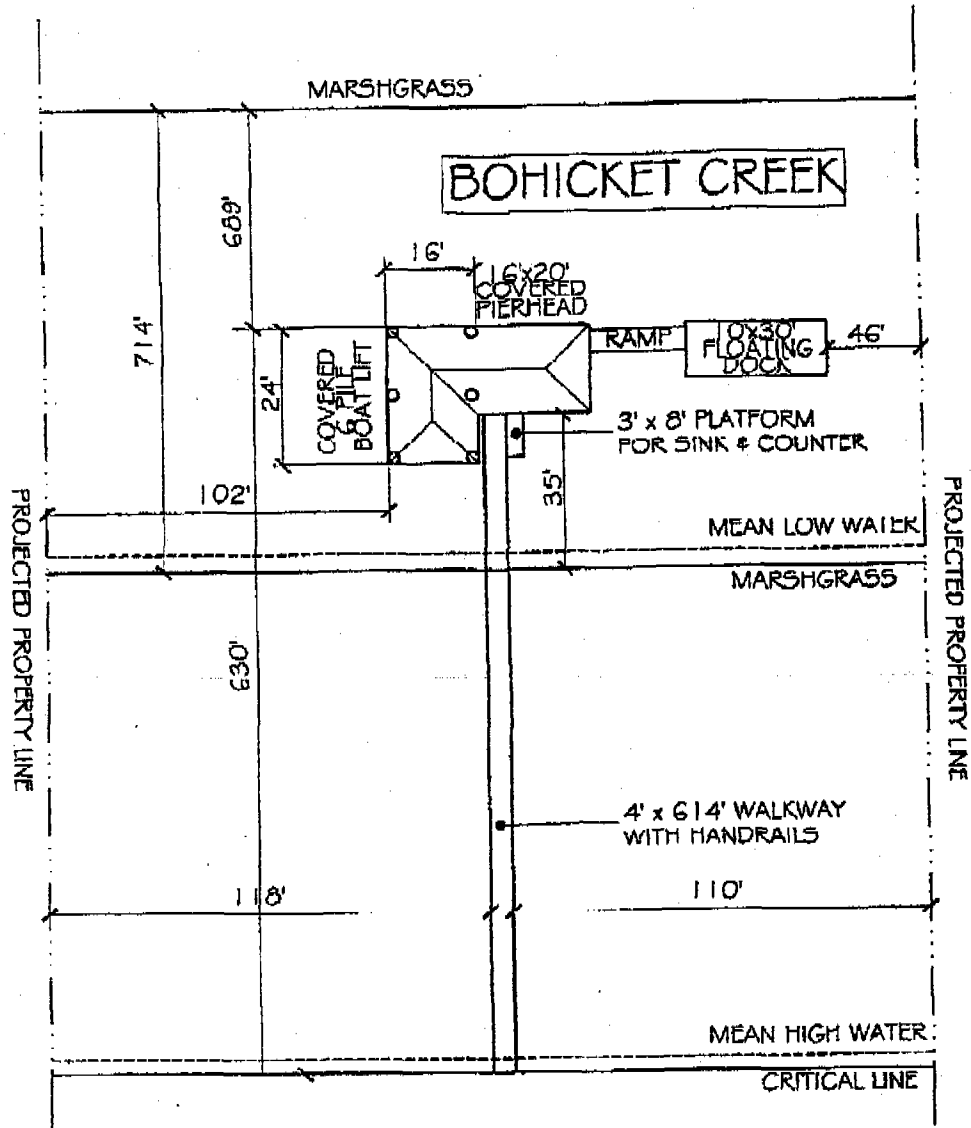 MARSHGRASS
BOHICKET CREEK
689'
714'
16'
16'x20'
COVERED
PIERHEAD
RAMP
10x30'
FLOATING
DOCK
46'
24'
COVERED
6 PILE
BOAT LIFT
3' x 8' PLATFORM
FOR SINK & COUNTER
102'
35'
MEAN LOW WATER
MARSHGRASS
PROJECTED PROPERTY LINE
PROJECTED PROPERTY LINE
630'
4' x 614' WALKWAY
WITH HANDRAILS
118'
110'
MEAN HIGH WATER
CRITICAL LINE